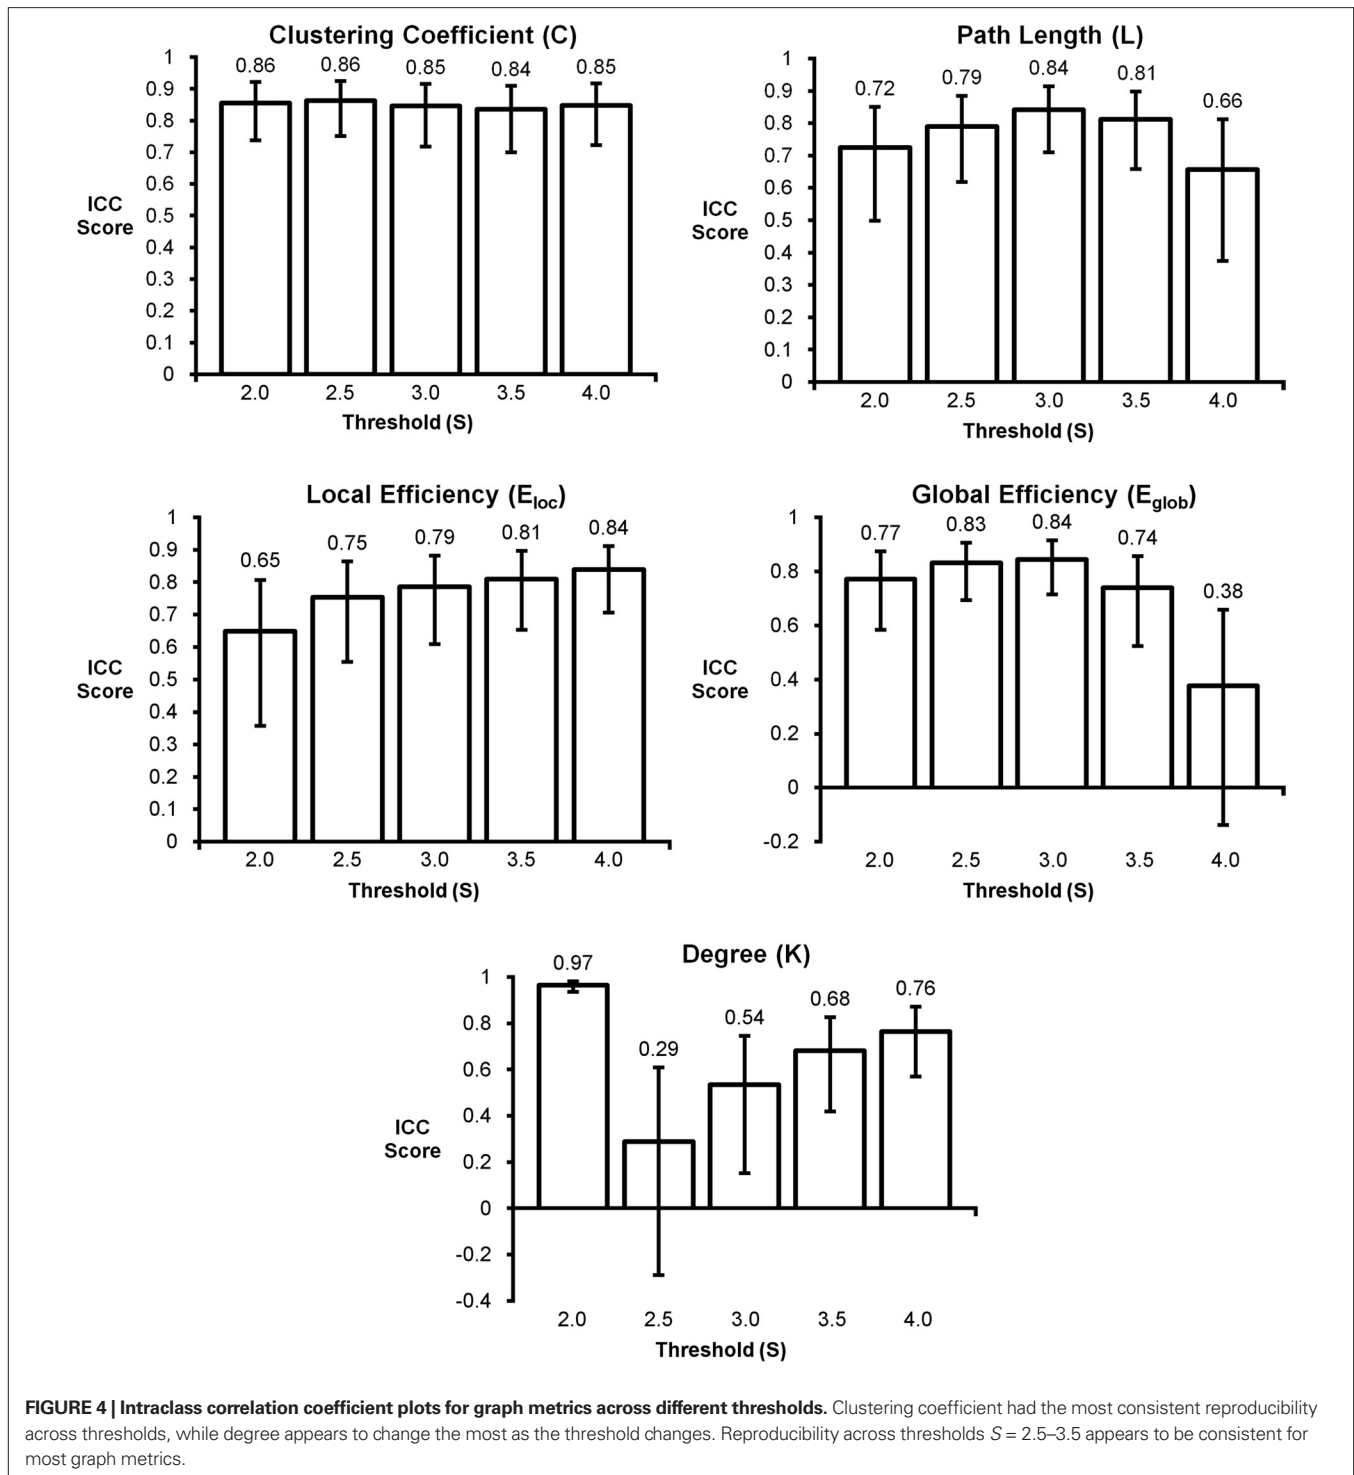 Clustering Coefficient (C)
1
0.9
0.8
0.7
0.6
0.5
0.4
0.3
0.2
0.1
0
ICC
Score
0.86 0.86 0.85 0.84 0.85
2.0 2.5 3.0 3.5 4.0
Threshold (S)
Path Length (L)
1
0.9
0.8
0.7
0.6
0.5
0.4
0.3
0.2
0.1
0
ICC
Score
0.72 0.79 0.84 0.81 0.66
2.0 2.5 3.0 3.5 4.0
Threshold (S)
Local Efficiency (Eloc)
1
0.9
0.8
0.7
0.6
0.5
0.4
0.3
0.2
0.1
0
ICC
Score
0.65 0.75 0.79 0.81 0.84
2.0 2.5 3.0 3.5 4.0
Threshold (S)
Global Efficiency (Eglob)
1
0.8
0.6
0.4
0.2
0
-0.2
ICC
Score
0.77 0.83 0.84 0.74 0.38
2.0 2.5 3.0 3.5 4.0
Threshold (S)
Degree (K)
1
0.8
0.6
0.4
0.2
0
-0.2
-0.4
ICC
Score
0.97 0.29 0.54 0.68 0.76
2.0 2.5 3.0 3.5 4.0
Threshold (S)
FIGURE 4 | Intraclass correlation coefficient plots for graph metrics across different thresholds. Clustering coefficient had the most consistent reproducibility
across thresholds, while degree appears to change the most as the threshold changes. Reproducibility across thresholds S = 2.5–3.5 appears to be consistent for
most graph metrics.